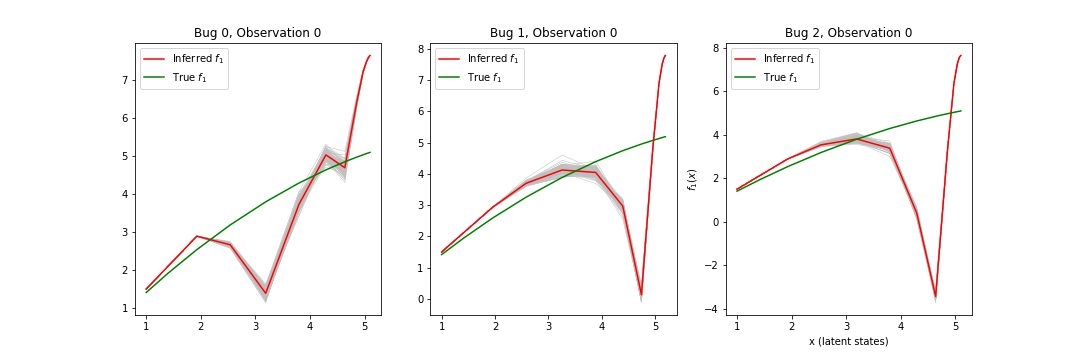 Bug 0, Observation 0
Inferred f₁
True f₁
7
6
5
4
3
2
1
1 2 3 4 5
Bug 1, Observation 0
Inferred f₁
True f₁
8
7
6
5
4
3
2
1
0
1 2 3 4 5
Bug 2, Observation 0
Inferred f₁
True f₁
f₁(x)
8
6
4
2
0
−2
−4
1 2 3 4 5
x (latent states)